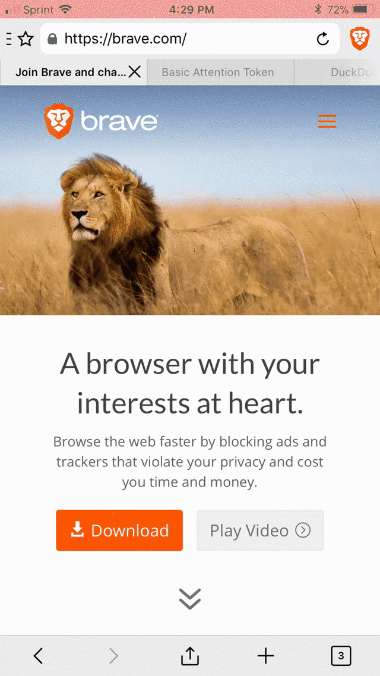 Sprint 4:29 PM 72%
https://brave.com/
Join Brave and cha... Basic Attention Token DuckDu
brave
A browser with your
interests at heart.
Browse the web faster by blocking ads and
trackers that violate your privacy and cost
you time and money.
Download Play Video
3